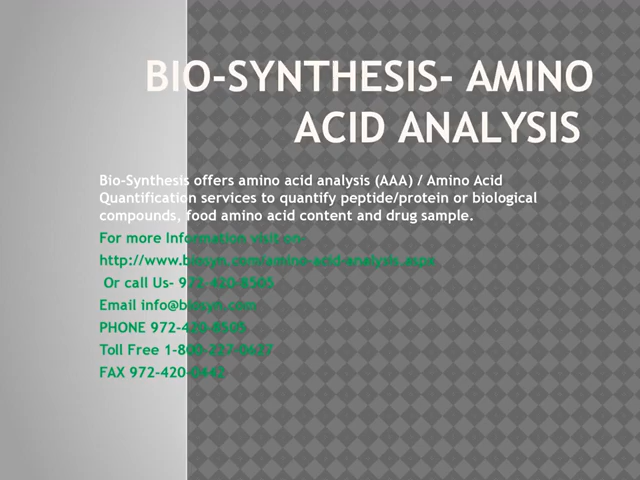 BIO-SYNTHESIS- AMINO
ACID ANALYSIS
Bio-Synthesis offers amino acid analysis (AAA) / Amino Acid
Quantification services to quantify peptide/protein or biological
compounds, food amino acid content and drug sample.
For more Information visit on-
http://www.biosyn.com/amino-acid-analysis.aspx
Or call Us- 972-420-8505
Email info@biosyn.com
PHONE 972-420-8505
Toll Free 1-800-227-0627
FAX 972-420-0442